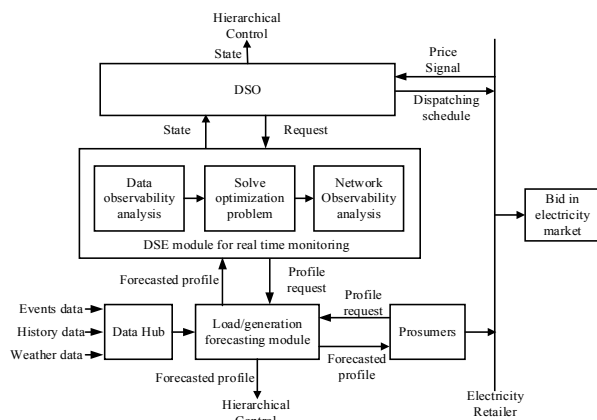 Hierarchical
Control
State
Price
Signal
DSO
Dispatching
schedule
State
Request
Data
observability
analysis
Solve
optimization
problem
Network
Observability
analysis
Bid in
electricity
market
DSE module for real time monitoring
Forecasted profile
Profile
request
Events data
History data
Weather data
Data Hub
Load/generation
forecasting module
Profile
request
Prosumers
Forecasted
profile
Forecasted profile
Electricity
Retailer
Hierarchical
Control